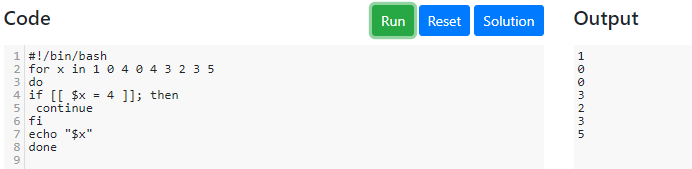 Code Run Reset Solution Output
1 #!/bin/bash
2 for x in 1 0 4 0 4 3 2 3 5
3 do
4 if [[ $x = 4 ]]; then
5  continue
6 fi
7 echo "$x"
8 done
9
1
0
0
3
2
3
5